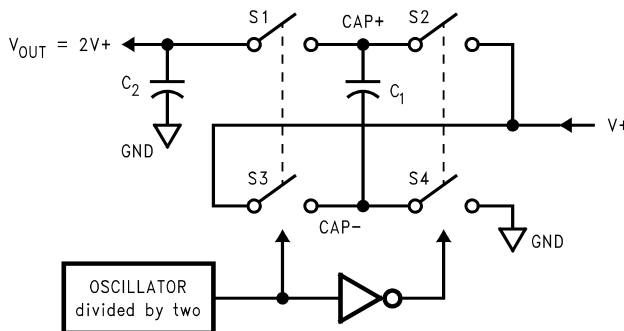 S1
CAP+
S2
V_OUT = 2V+
C_2
C_1
GND
V+
S3
S4
CAP-
GND
OSCILLATOR
divided by two